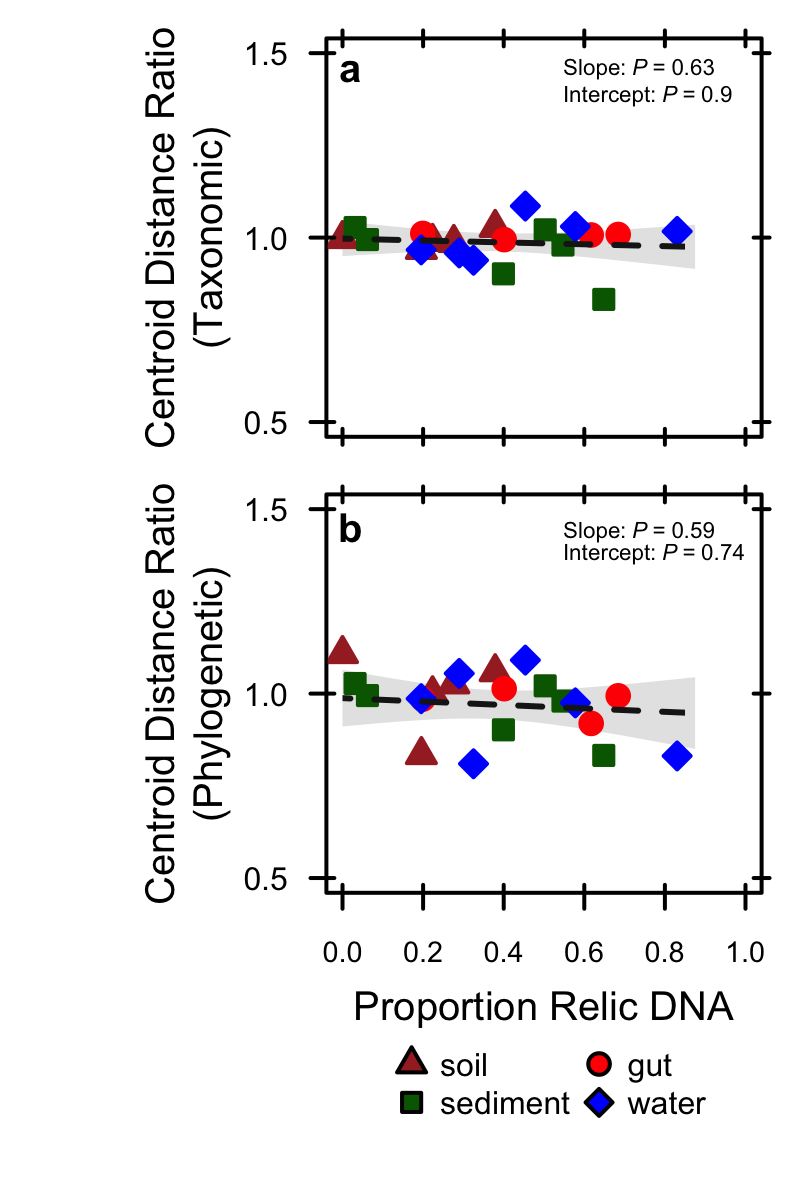 Centroid Distance Ratio
(Taxonomic)
1.5
1.0
0.5
a
Slope: P = 0.63
Intercept: P = 0.9
Centroid Distance Ratio
(Phylogenetic)
1.5
1.0
0.5
b
Slope: P = 0.59
Intercept: P = 0.74
0.0 0.2 0.4 0.6 0.8 1.0
Proportion Relic DNA
soil gut
sediment water